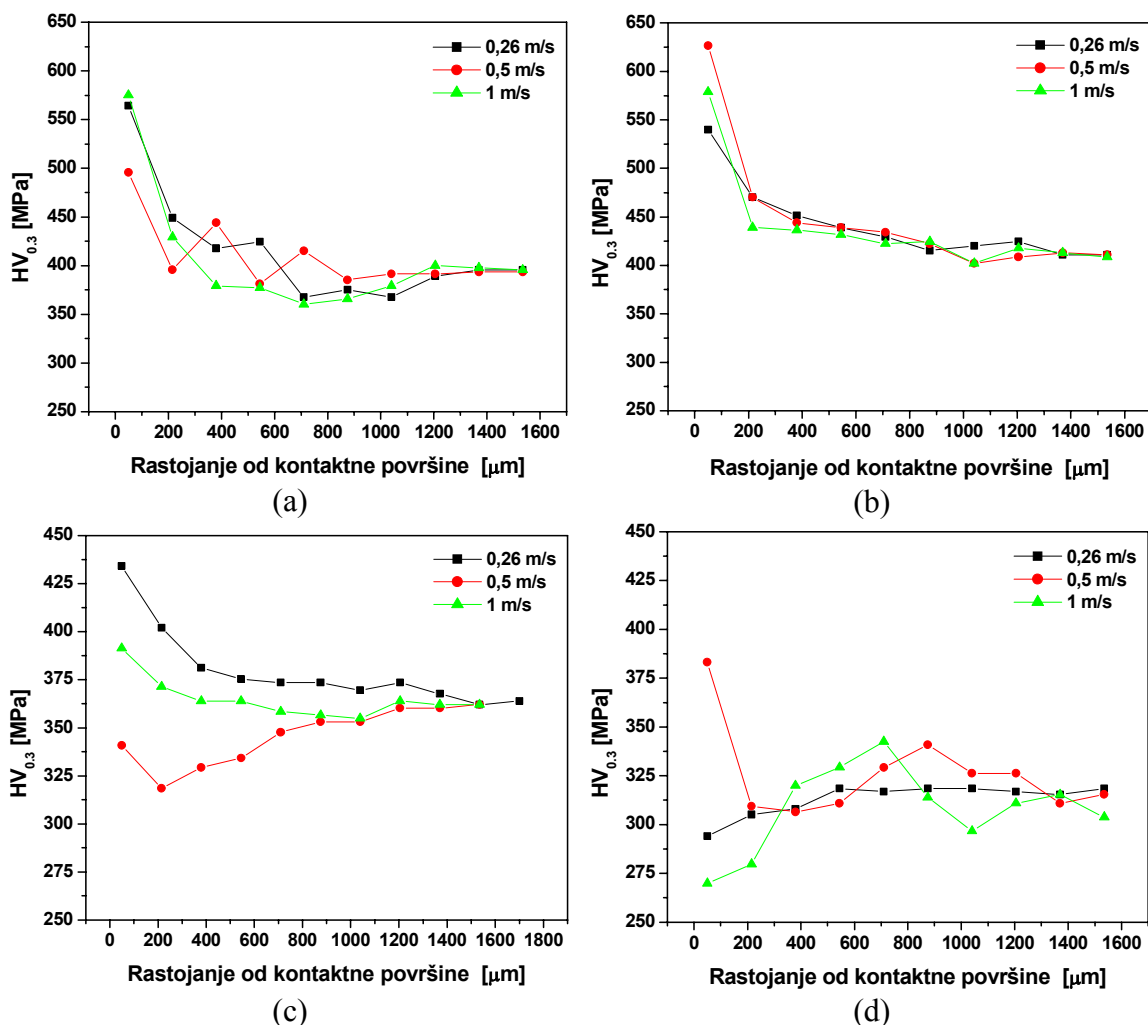 650
600
550
500
450
400
350
300
250
HV0.3 [MPa]
0,26 m/s
0,5 m/s
1 m/s
0 200 400 600 800 1000 1200 1400 1600
Rastojanje od kontaktne površine [μm]
(a)
650
600
550
500
450
400
350
300
250
HV0.3 [MPa]
0,26 m/s
0,5 m/s
1 m/s
0 200 400 600 800 1000 1200 1400 1600
Rastojanje od kontaktne površine [μm]
(b)
450
425
400
375
350
325
300
275
250
HV0.3 [MPa]
0,26 m/s
0,5 m/s
1 m/s
0 200 400 600 800 1000 1200 1400 1600 1800
Rastojanje od kontaktne površine [μm]
(c)
450
425
400
375
350
325
300
275
250
HV0.3 [MPa]
0,26 m/s
0,5 m/s
1 m/s
0 200 400 600 800 1000 1200 1400 1600
Rastojanje od kontaktne površine [μm]
(d)